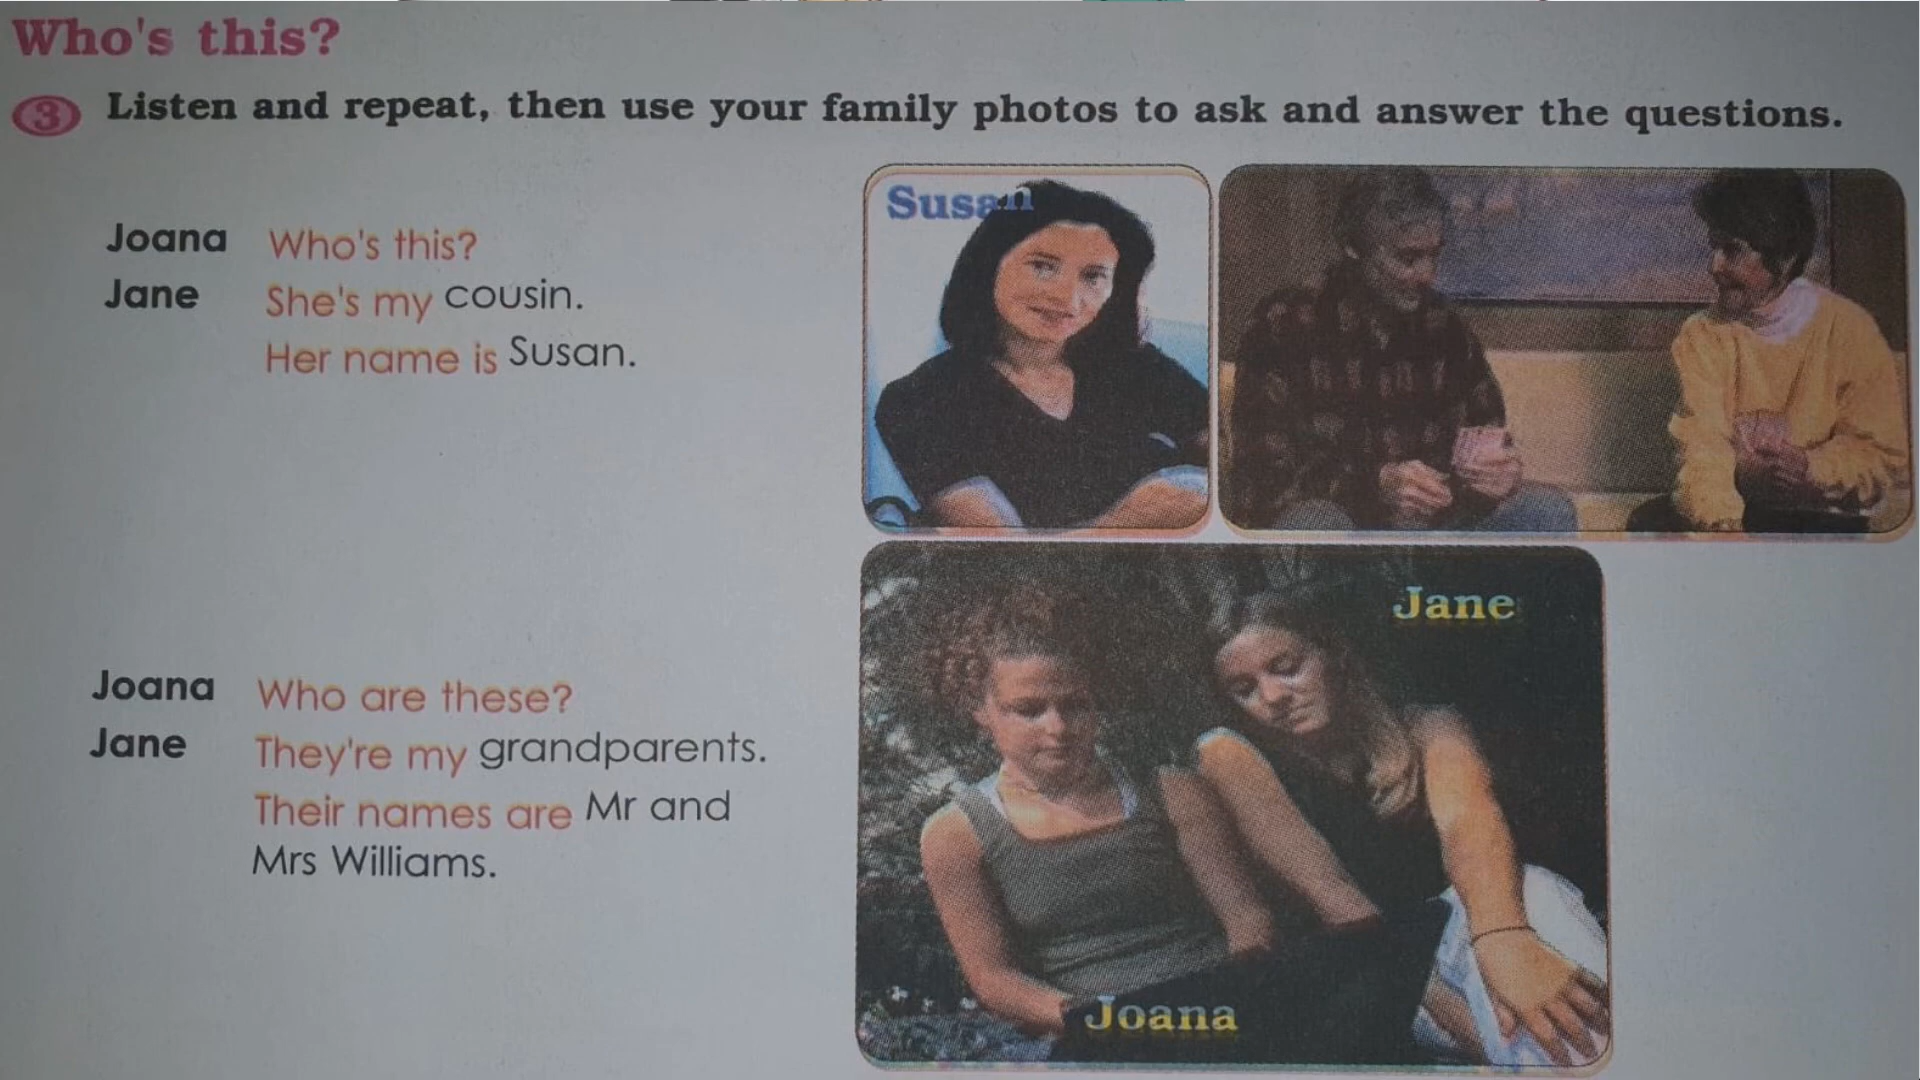 Who's this?
3 Listen and repeat, then use your family photos to ask and answer the questions.
Joana Who's this?
Jane She's my cousin.
Her name is Susan.
Susan
Joana Who are these?
Jane They're my grandparents.
Their names are Mr and
Mrs Williams.
Jane
Joana